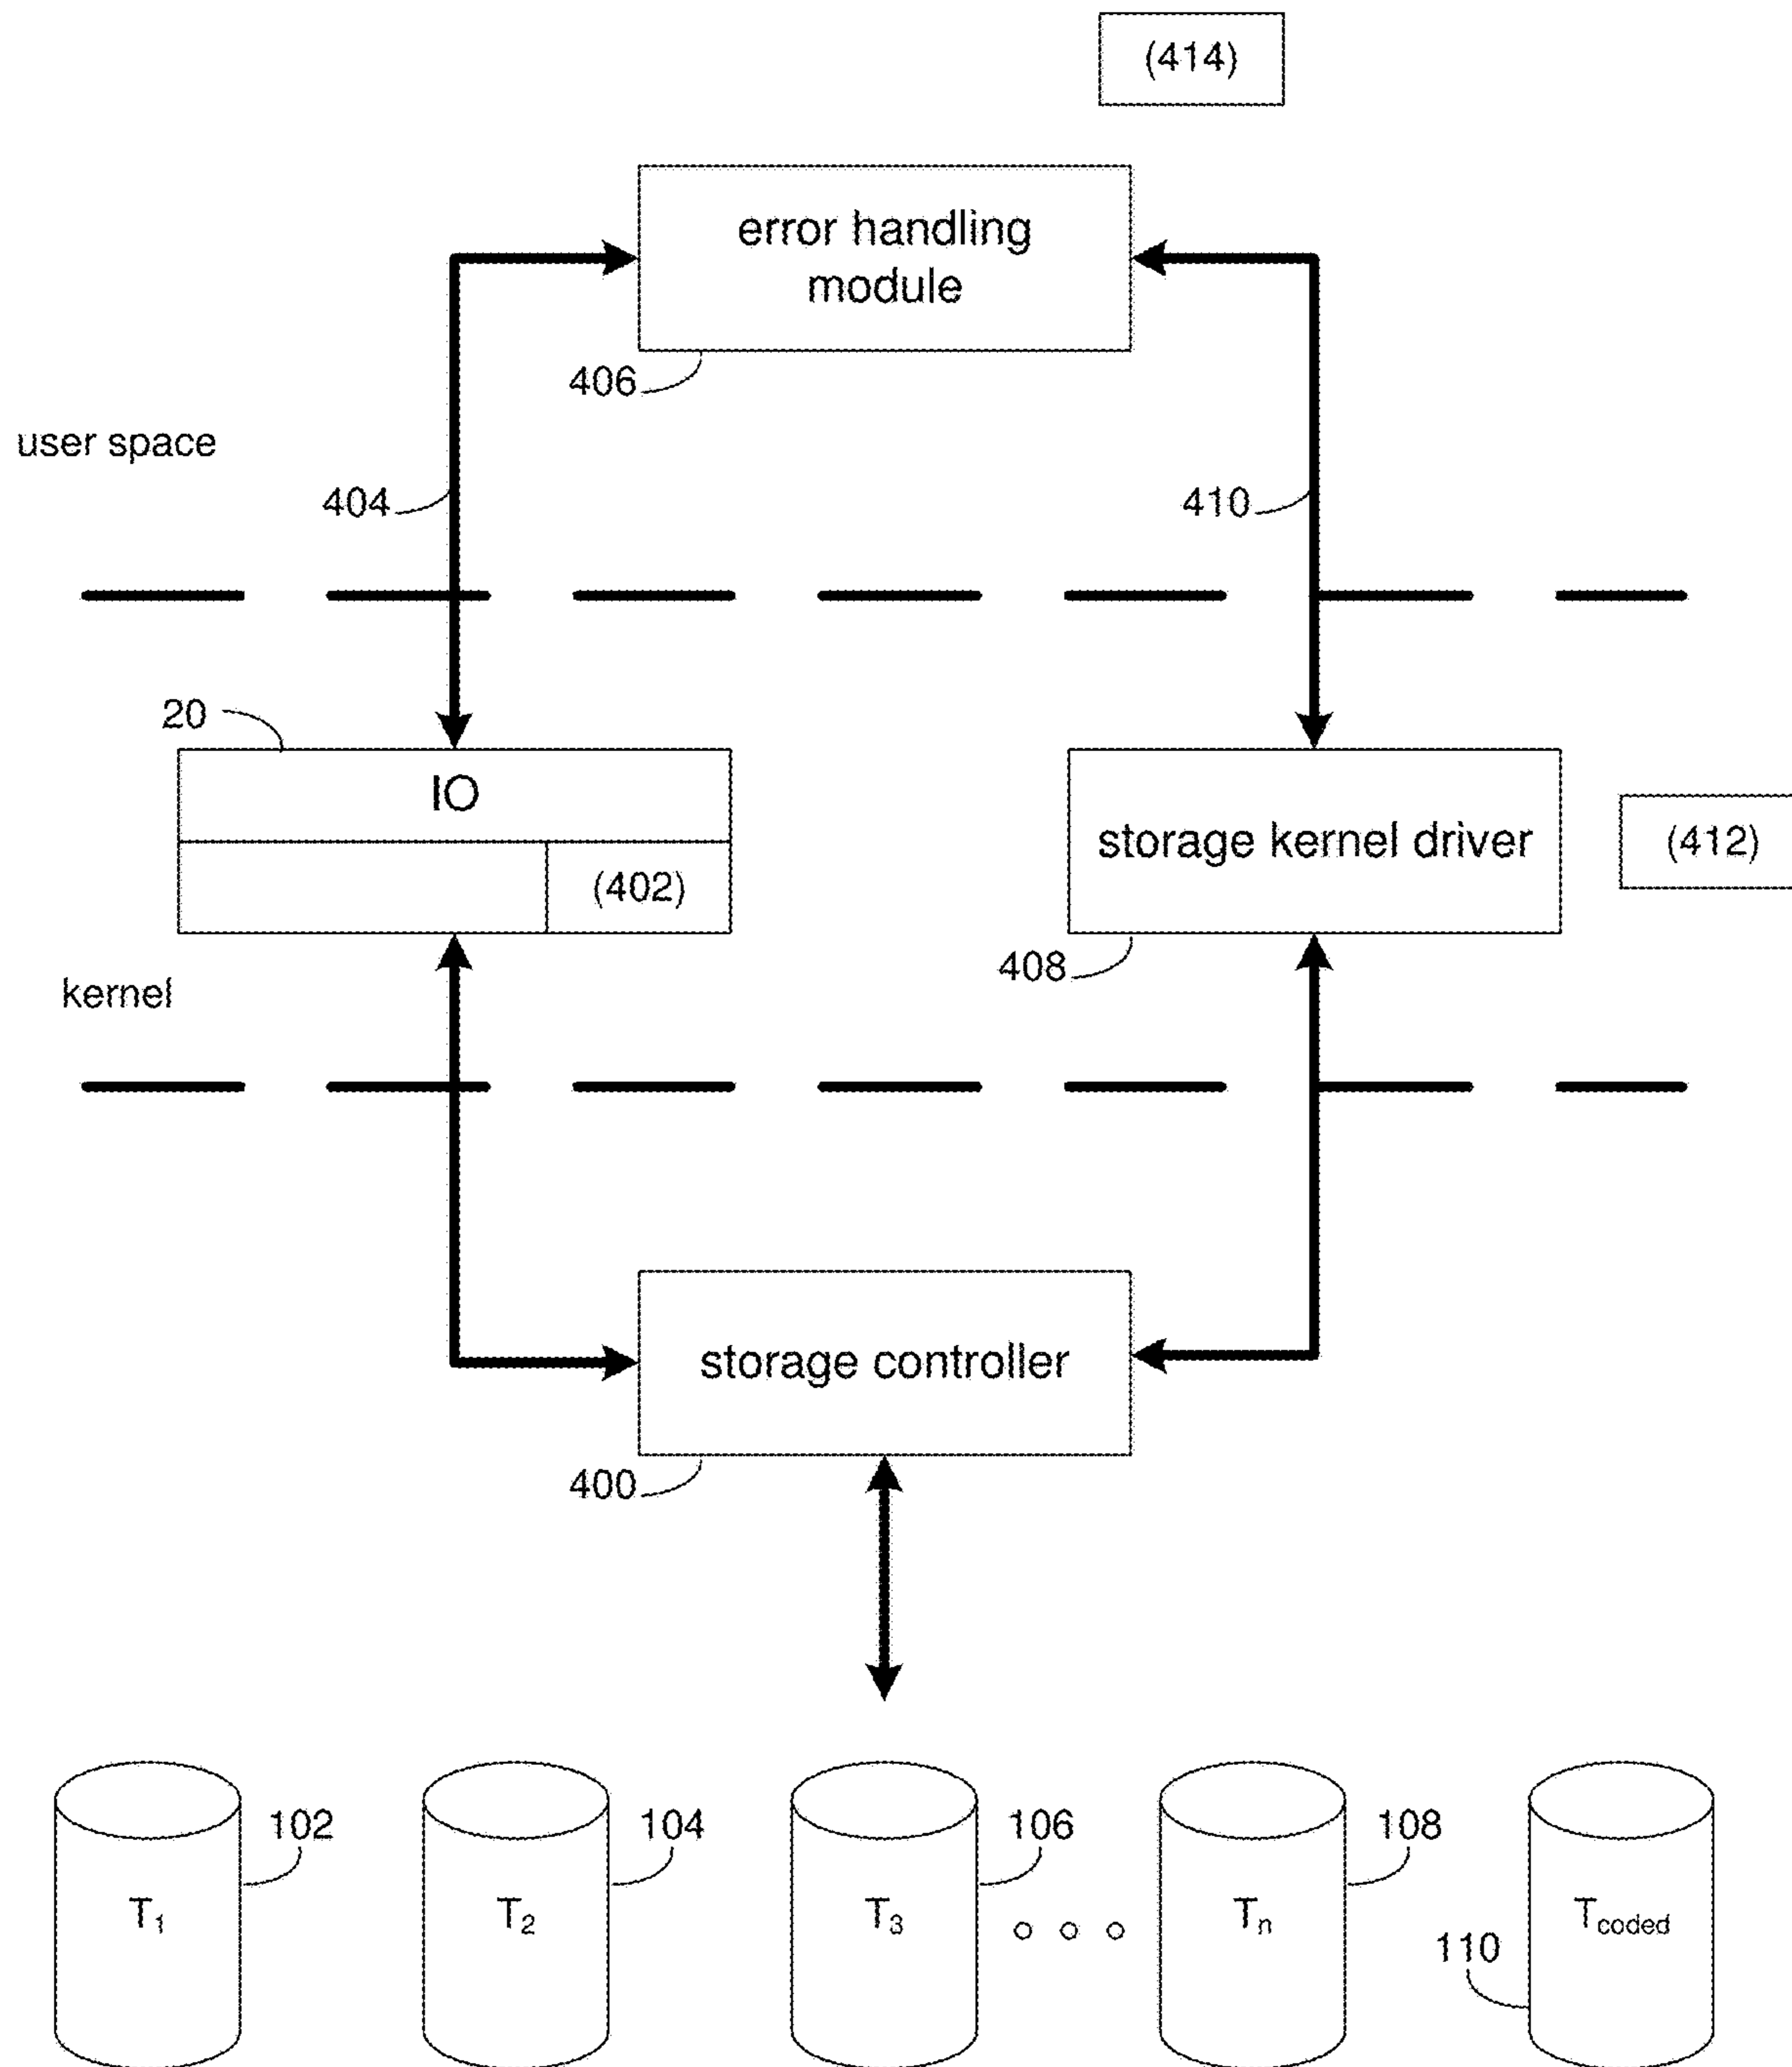 (414)
error handling
module
406
user space
404
410
20
IO
(402)
storage kernel driver
(412)
408
kernel
storage controller
400
102
104
106
108
T1
T2
T3
Tn
Tcoded
110